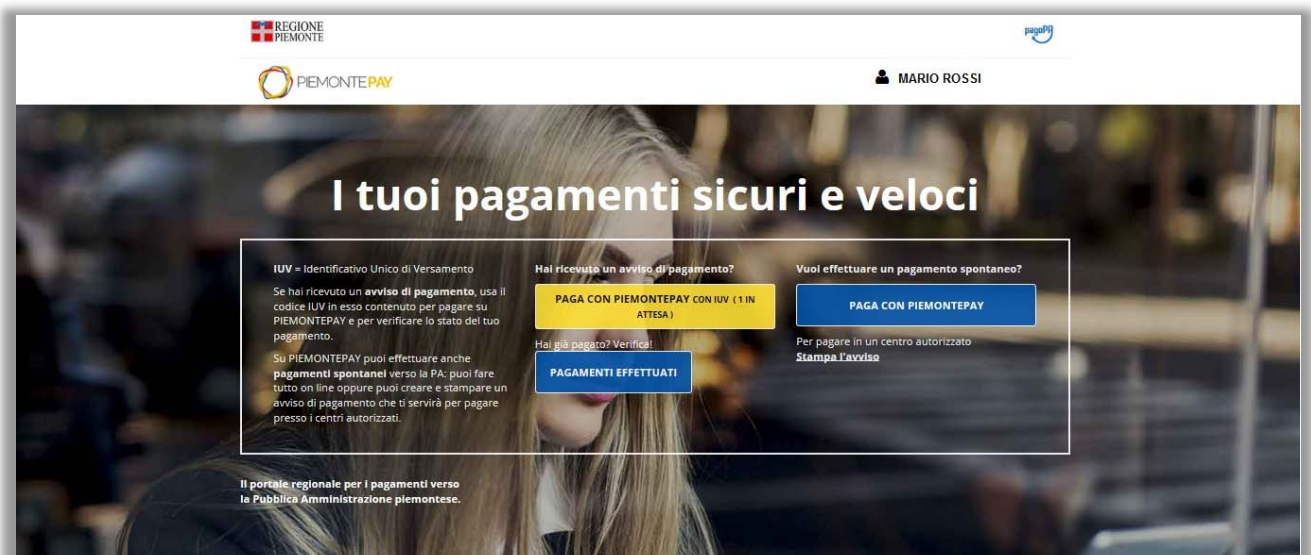 REGIONE
PIEMONTE
pagoPA
PIEMONTEPAY
MARIO ROSSI
I tuoi pagamenti sicuri e veloci
IUV = Identificativo Unico di Versamento
Se hai ricevuto un avviso di pagamento, usa il
codice IUV in esso contenuto per pagare su
PIEMONTEPAY e per verificare lo stato del tuo
pagamento.
Su PIEMONTEPAY puoi effettuare anche
pagamenti spontanei verso la PA: puoi fare
tutto on line oppure puoi creare e stampare un
avviso di pagamento che ti servirà per pagare
presso i centri autorizzati.
Hai ricevuto un avviso di pagamento?
PAGA CON PIEMONTEPAY CON IUV ( 1 IN
ATTESA )
Hai già pagato? Verifica!
PAGAMENTI EFFETTUATI
Vuoi effettuare un pagamento spontaneo?
PAGA CON PIEMONTEPAY
Per pagare in un centro autorizzato
Stampa l'avviso
Il portale regionale per i pagamenti verso
la Pubblica Amministrazione piemontese.